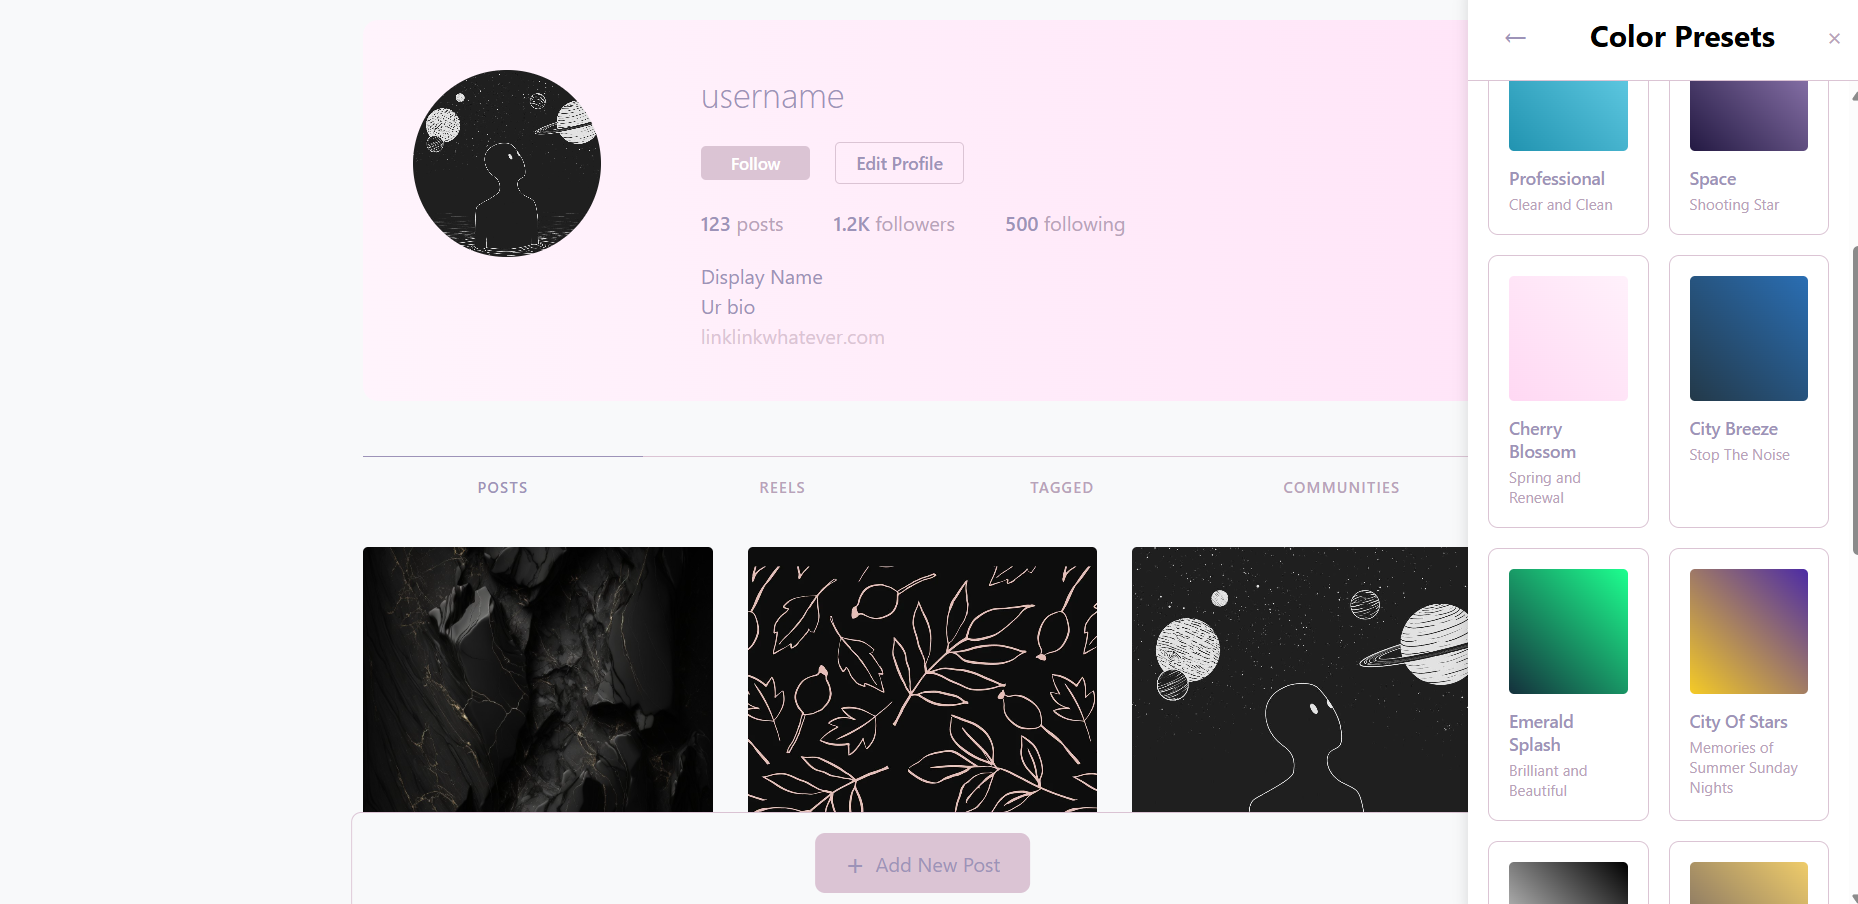 username
Follow
Edit Profile
123 posts
1.2K followers
500 following
Display Name
Ur bio
linklinkwhatever.com
POSTS
REELS
TAGGED
COMMUNITIES
+ Add New Post
← Color Presets ×
Professional
Clear and Clean
Space
Shooting Star
Cherry
Blossom
Spring and
Renewal
City Breeze
Stop The Noise
Emerald
Splash
Brilliant and
Beautiful
City Of Stars
Memories of
Summer Sunday
Nights